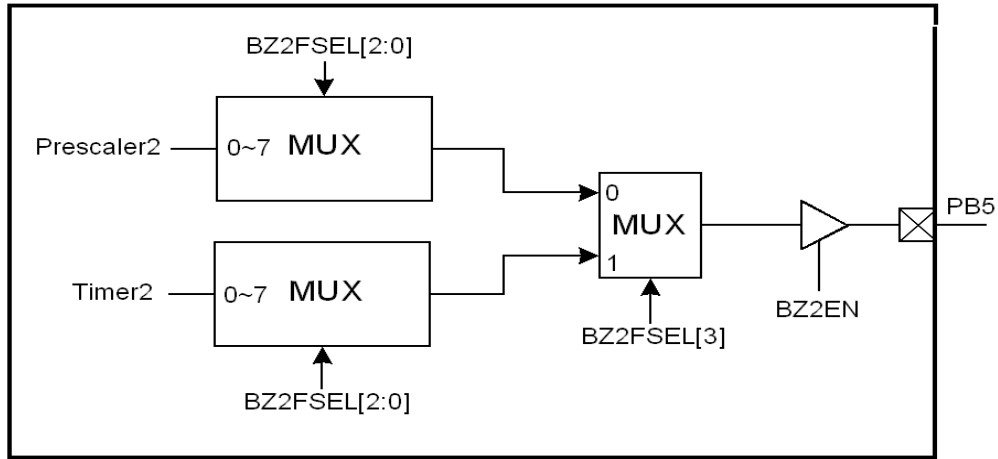 BZ2FSEL[2:0]
Prescaler2
0~7 MUX
0
MUX
1
PB5
Timer2
0~7 MUX
BZ2EN
BZ2FSEL[3]
BZ2FSEL[2:0]